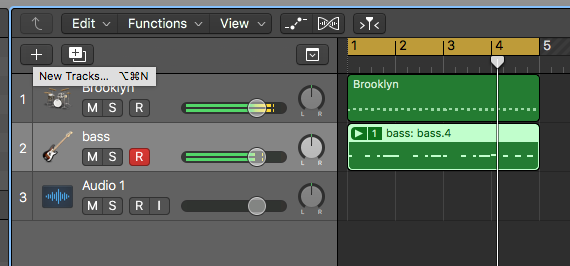 Edit Functions View
1 2 3 4 5
New Tracks... ⌥⌘N
1 Brooklyn
M S R
L R
Brooklyn
2 bass
M S R
L R
1 bass: bass.4
3 Audio 1
M S R I
L R